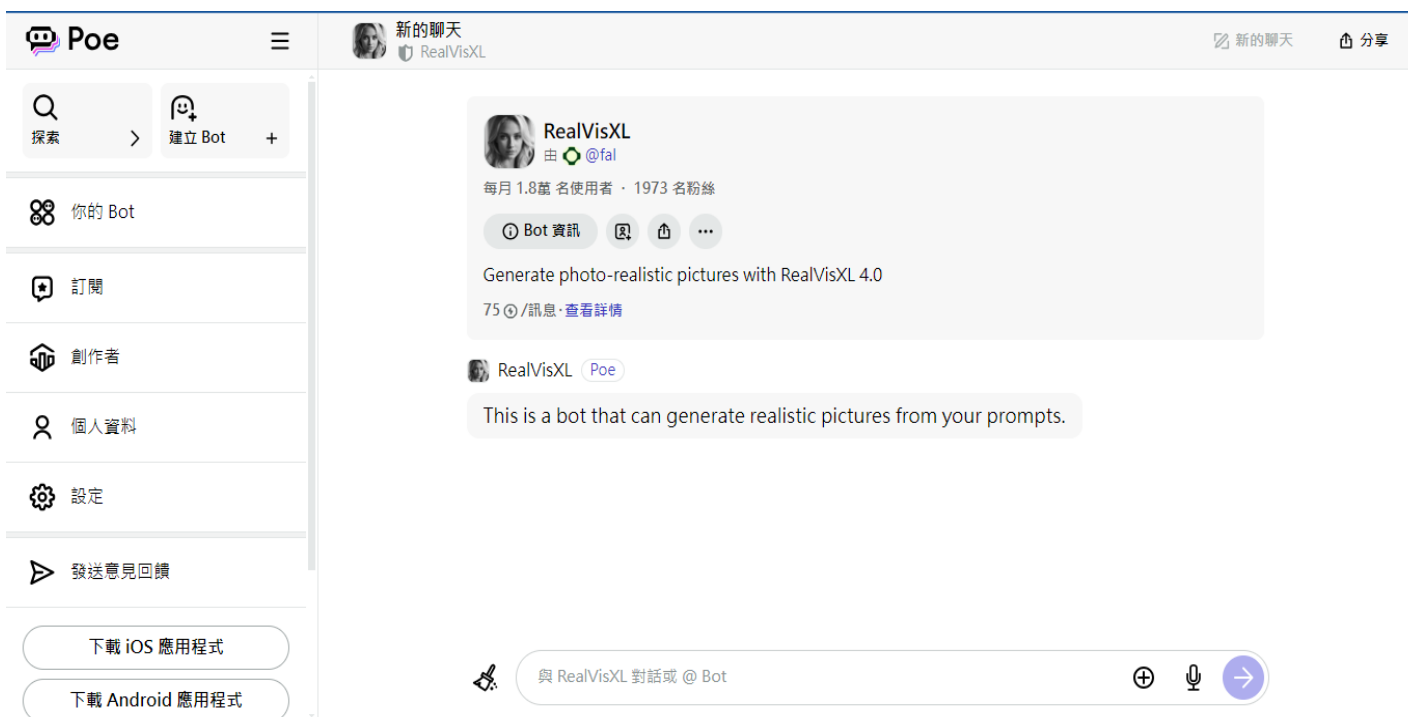 Poe
探索
建立 Bot
你的 Bot
訂閱
創作者
個人資料
設定
發送意見回饋
下載 iOS 應用程式
下載 Android 應用程式
新的聊天
RealVisXL
新的聊天
分享
RealVisXL
由 @fal
每月 1.8萬 名使用者 · 1973 名粉絲
Bot 資訊
Generate photo-realistic pictures with RealVisXL 4.0
75 /訊息·查看詳情
RealVisXL Poe
This is a bot that can generate realistic pictures from your prompts.
與 RealVisXL 對話或 @ Bot